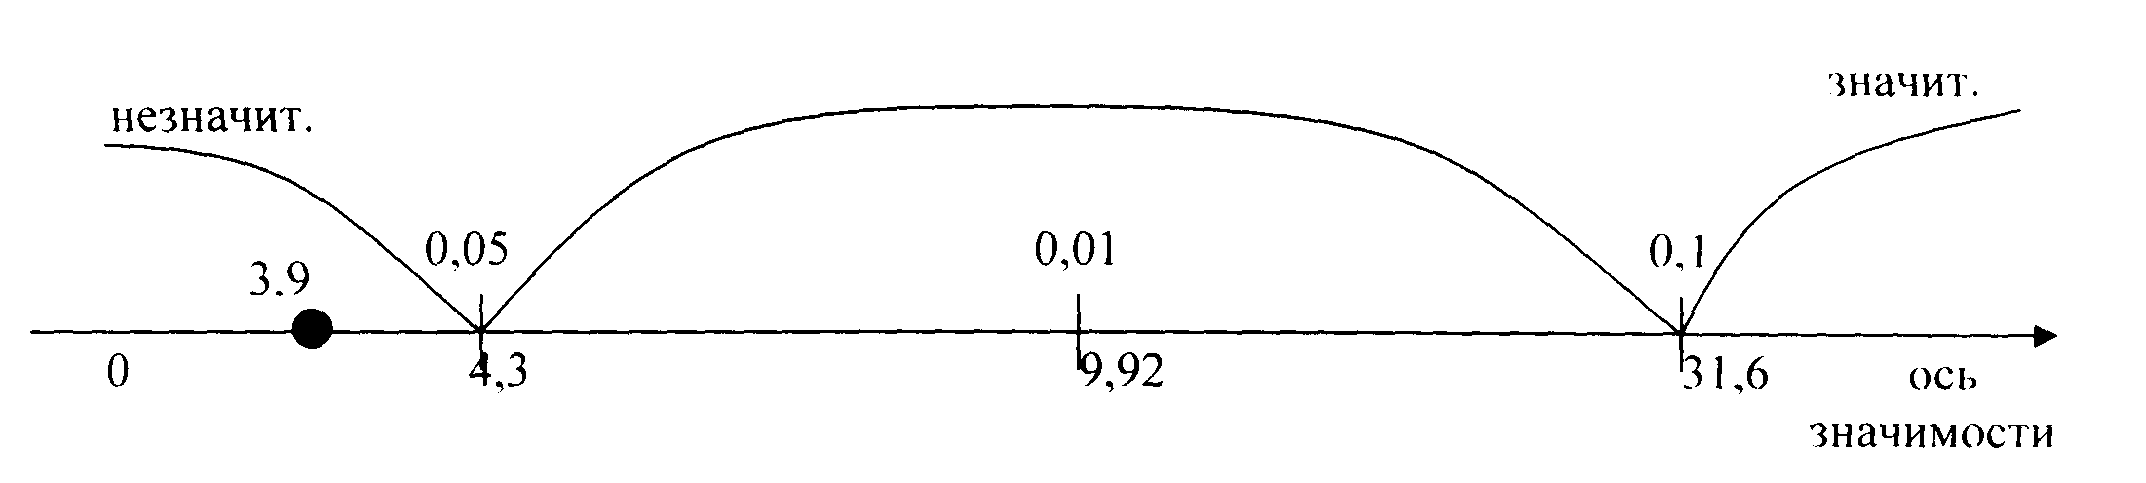 значит.
незначит.
0,05
0,01
0,1
3.9
0
4,3
9,92
31,6
ось
значимости